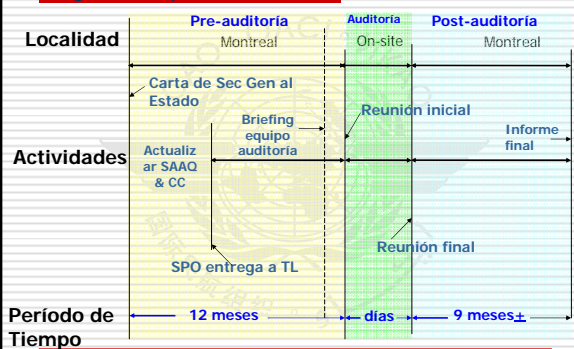 Pre-auditoría
Auditoría
Post-auditoría
Localidad
Montreal
On-site
Montreal
Carta de Sec Gen al
Estado
Reunión inicial
Briefing
equipo
auditoría
Informe
final
Actividades
Actualiz
ar SAAQ
& CC
Reunión final
SPO entrega a TL
Período de
Tiempo
12 meses
días
9 meses±